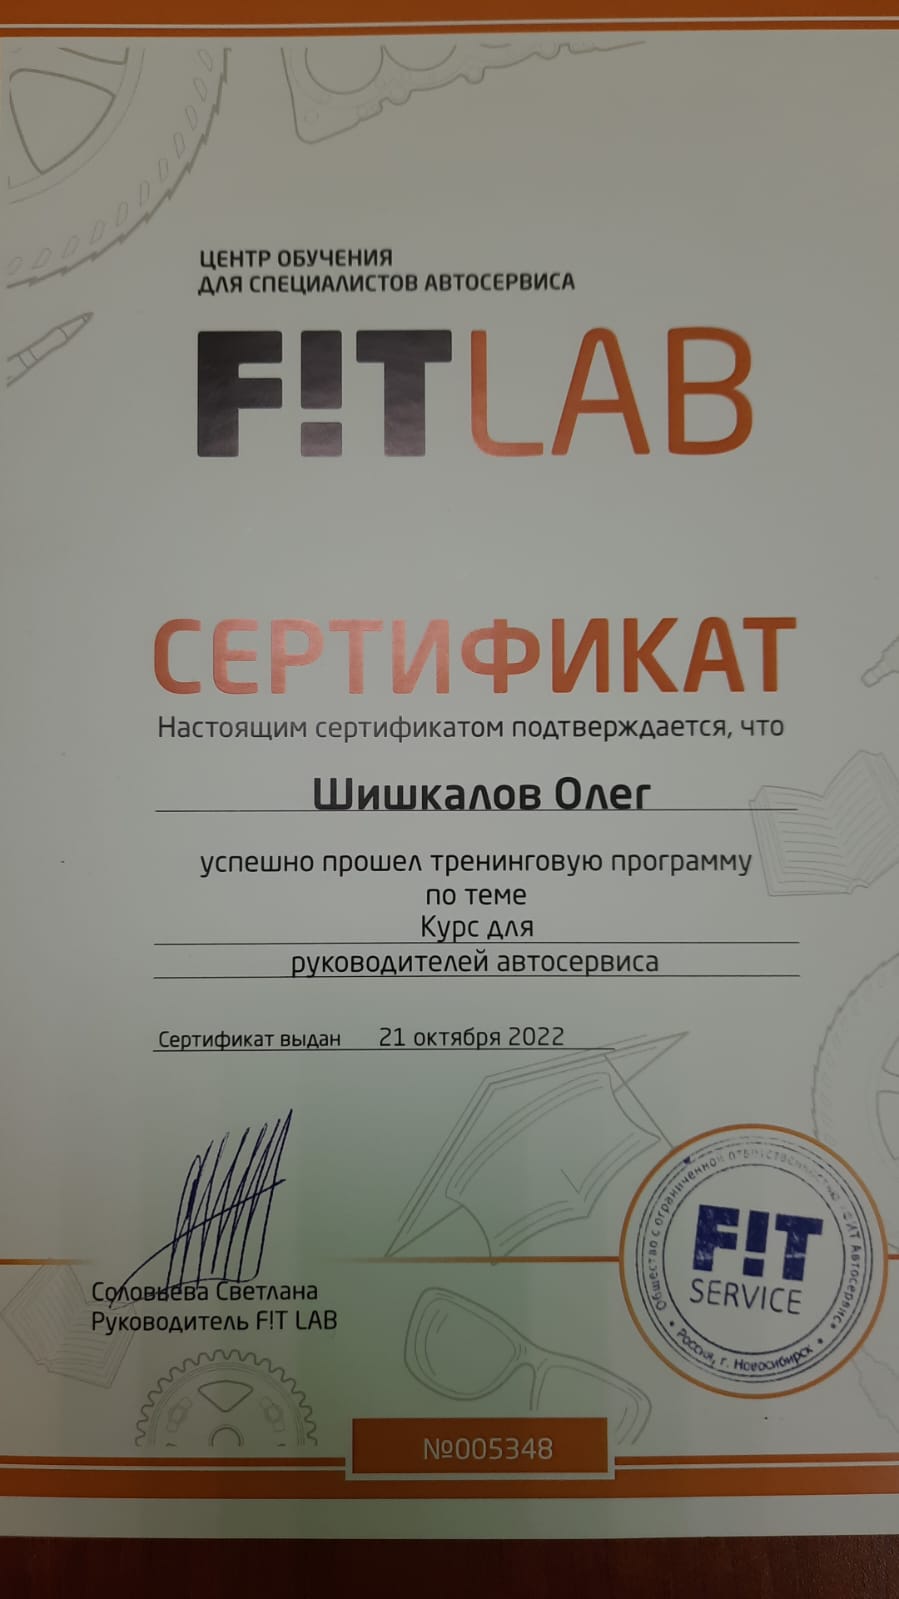 ЦЕНТР ОБУЧЕНИЯ
ДЛЯ СПЕЦИАЛИСТОВ АВТОСЕРВИСА
F!TLAB
СЕРТИФИКАТ
Настоящим сертификатом подтверждается, что
Шишкалов Олег
успешно прошел тренинговую программу
по теме
Курс для
руководителей автосервиса
Сертификат выдан 21 октября 2022
Соловьева Светлана
Руководитель F!T LAB
Общество с ограниченной ответственностью «ФИТ Автосервис»
F!T
SERVICE
Россия, г. Новосибирск
№005348